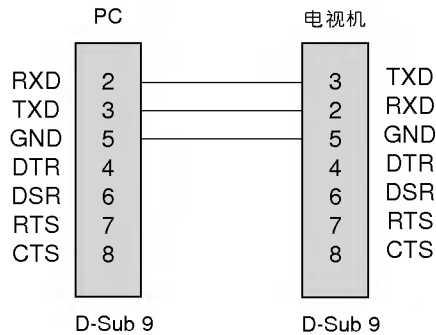 PC 电视机
RXD 2 3 TXD
TXD 3 2 RXD
GND 5 5 GND
DTR 4 4 DTR
DSR 6 6 DSR
RTS 7 7 RTS
CTS 8 8 CTS
D-Sub 9 D-Sub 9